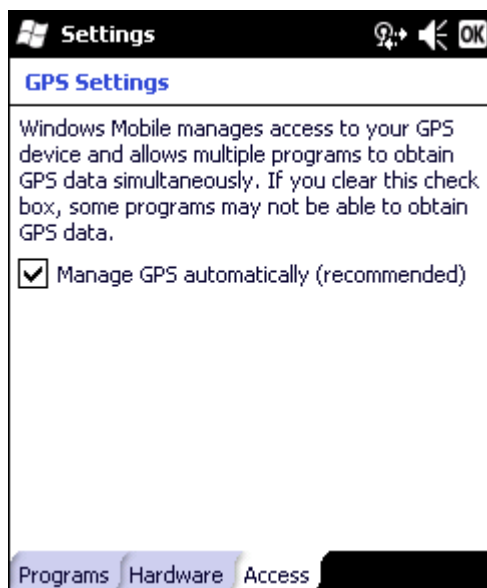 Settings
OK
GPS Settings
Windows Mobile manages access to your GPS
device and allows multiple programs to obtain
GPS data simultaneously. If you clear this check
box, some programs may not be able to obtain
GPS data.
Manage GPS automatically (recommended)
Programs Hardware Access